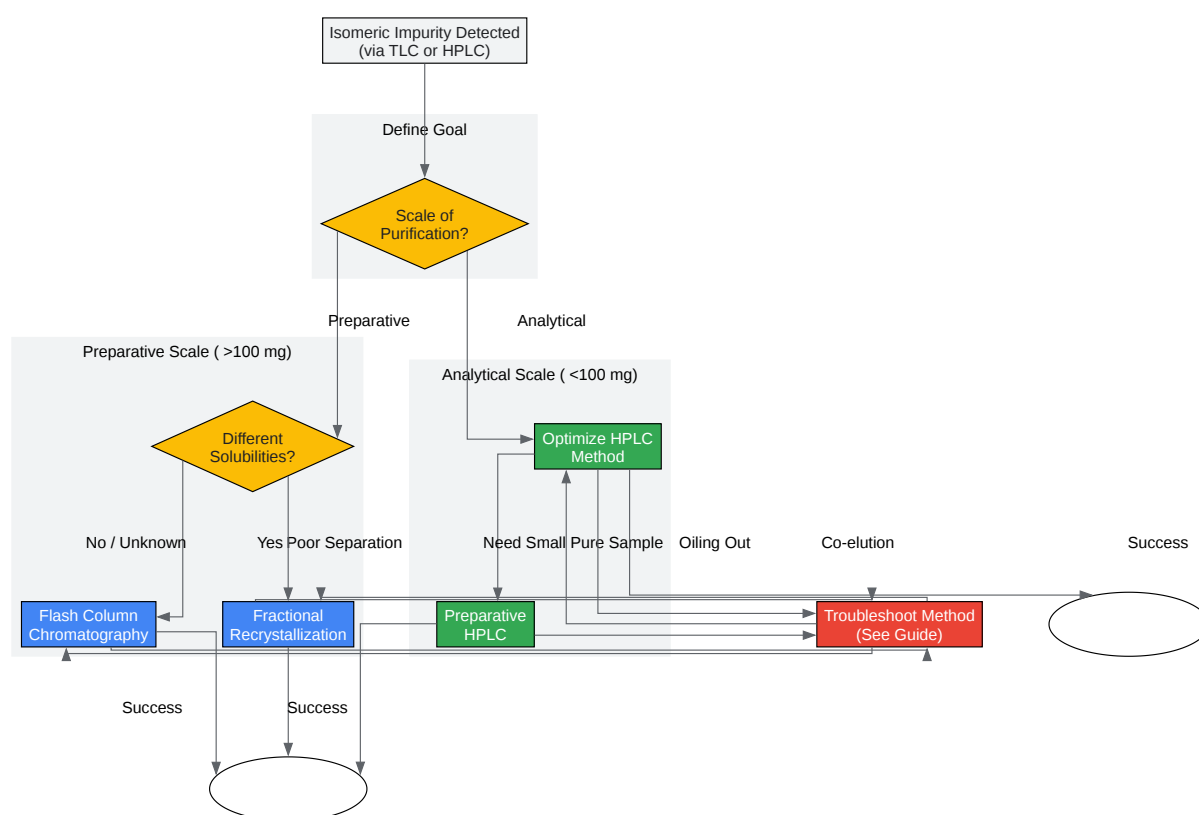 Isomeric Impurity Detected
(via TLC or HPLC)
Define Goal
Scale of
Purification?
Preparative
Analytical
Preparative Scale ( >100 mg)
Analytical Scale ( <100 mg)
Different
Solubilities?
Optimize HPLC
Method
No / Unknown
Yes
Poor Separation
Need Small Pure Sample
Oiling Out
Co-elution
Success
Flash Column
Chromatography
Fractional
Recrystallization
Preparative
HPLC
Troubleshoot Method
(See Guide)
Success
Success